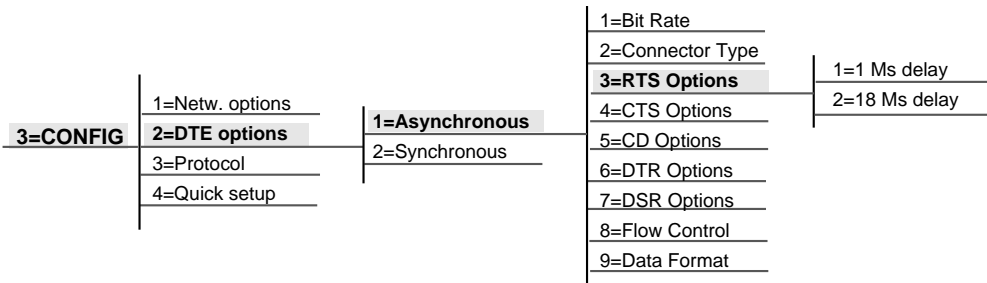 3=CONFIG
1=Netw. options
2=DTE options
3=Protocol
4=Quick setup
1=Asynchronous
2=Synchronous
1=Bit Rate
2=Connector Type
3=RTS Options
4=CTS Options
5=CD Options
6=DTR Options
7=DSR Options
8=Flow Control
9=Data Format
1=1 Ms delay
2=18 Ms delay